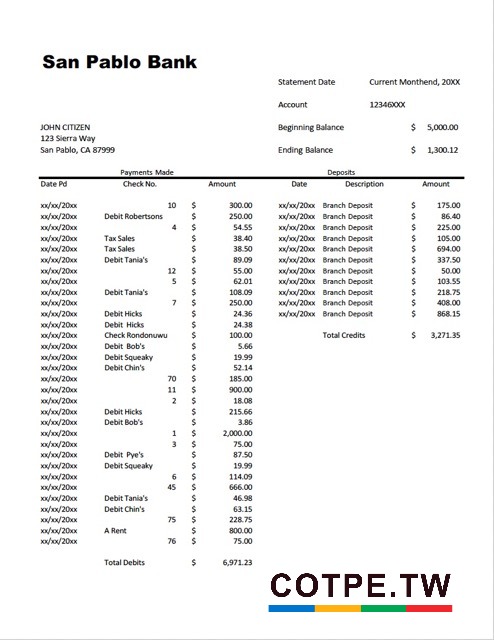 San Pablo Bank
Statement Date Current Monthend, 20XX
Account 12346XXX
JOHN CITIZEN Beginning Balance $ 5,000.00
123 Sierra Way
San Pablo, CA 87999 Ending Balance $ 1,300.12
Payments Made Deposits
Date Pd Check No. Amount Date Description Amount
xx/xx/20xx 10 $ 300.00 xx/xx/20xx Branch Deposit $ 175.00
xx/xx/20xx Debit Robertsons $ 250.00 xx/xx/20xx Branch Deposit $ 86.40
xx/xx/20xx 4 $ 54.55 xx/xx/20xx Branch Deposit $ 225.00
xx/xx/20xx Tax Sales $ 38.40 xx/xx/20xx Branch Deposit $ 105.00
xx/xx/20xx Tax Sales $ 38.50 xx/xx/20xx Branch Deposit $ 694.00
xx/xx/20xx Debit Tania's $ 89.09 xx/xx/20xx Branch Deposit $ 337.50
xx/xx/20xx 12 $ 55.00 xx/xx/20xx Branch Deposit $ 50.00
xx/xx/20xx 5 $ 62.01 xx/xx/20xx Branch Deposit $ 103.55
xx/xx/20xx Debit Tania's $ 108.09 xx/xx/20xx Branch Deposit $ 218.75
xx/xx/20xx 7 $ 250.00 xx/xx/20xx Branch Deposit $ 408.00
xx/xx/20xx Debit Hicks $ 24.36 xx/xx/20xx Branch Deposit $ 868.15
xx/xx/20xx Debit Hicks $ 24.38
xx/xx/20xx Check Rondonuwu $ 100.00 Total Credits $ 3,271.35
xx/xx/20xx Debit Bob's $ 5.66
xx/xx/20xx Debit Squeaky $ 19.99
xx/xx/20xx Debit Chin's $ 52.14
xx/xx/20xx 70 $ 185.00
xx/xx/20xx 11 $ 900.00
xx/xx/20xx 2 $ 18.08
xx/xx/20xx Debit Hicks $ 215.66
xx/xx/20xx Debit Bob's $ 3.86
xx/xx/20xx 1 $ 2,000.00
xx/xx/20xx 3 $ 75.00
xx/xx/20xx Debit Pye's $ 87.50
xx/xx/20xx Debit Squeaky $ 19.99
xx/xx/20xx 6 $ 114.09
xx/xx/20xx 45 $ 666.00
xx/xx/20xx Debit Tania's $ 46.98
xx/xx/20xx Debit Chin's $ 63.15
xx/xx/20xx 75 $ 228.75
xx/xx/20xx A Rent $ 800.00
xx/xx/20xx 76 $ 75.00
Total Debits $ 6,971.23
COTPE.TW